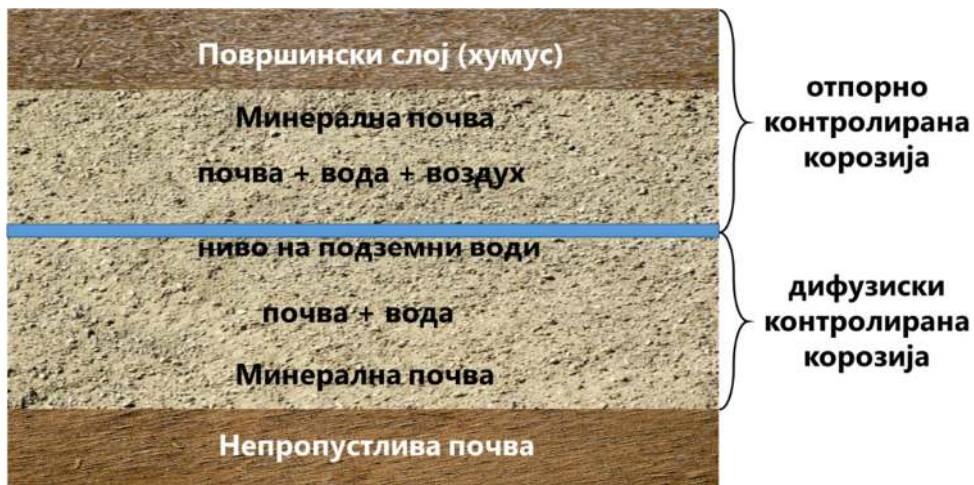 Површински слој (хумус)
Минерална почва
почва + вода + воздух
ниво на подземни води
почва + вода
Минерална почва
Непропустлива почва
отпорно
контролирана
корозија
дифузиски
контролирана
корозија